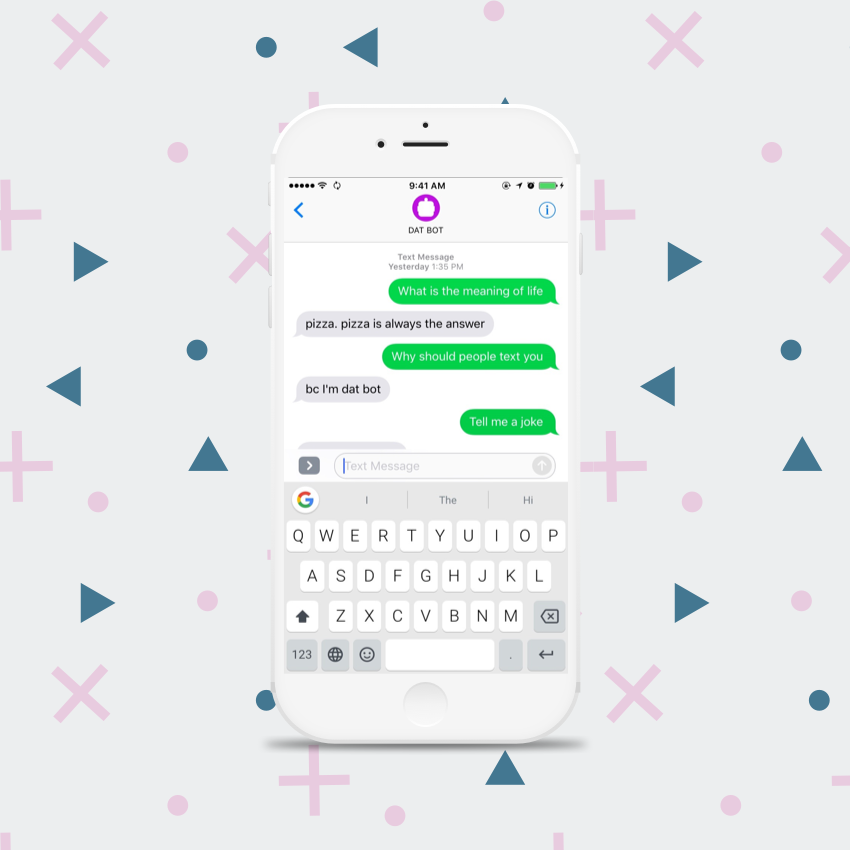 9:41 AM
DAT BOT
Text Message
Yesterday 1:35 PM
What is the meaning of life
pizza. pizza is always the answer
Why should people text you
bc I'm dat bot
Tell me a joke
Text Message
G I The Hi
Q W E R T Y U I O P
A S D F G H J K L
Z X C V B N M
123 .